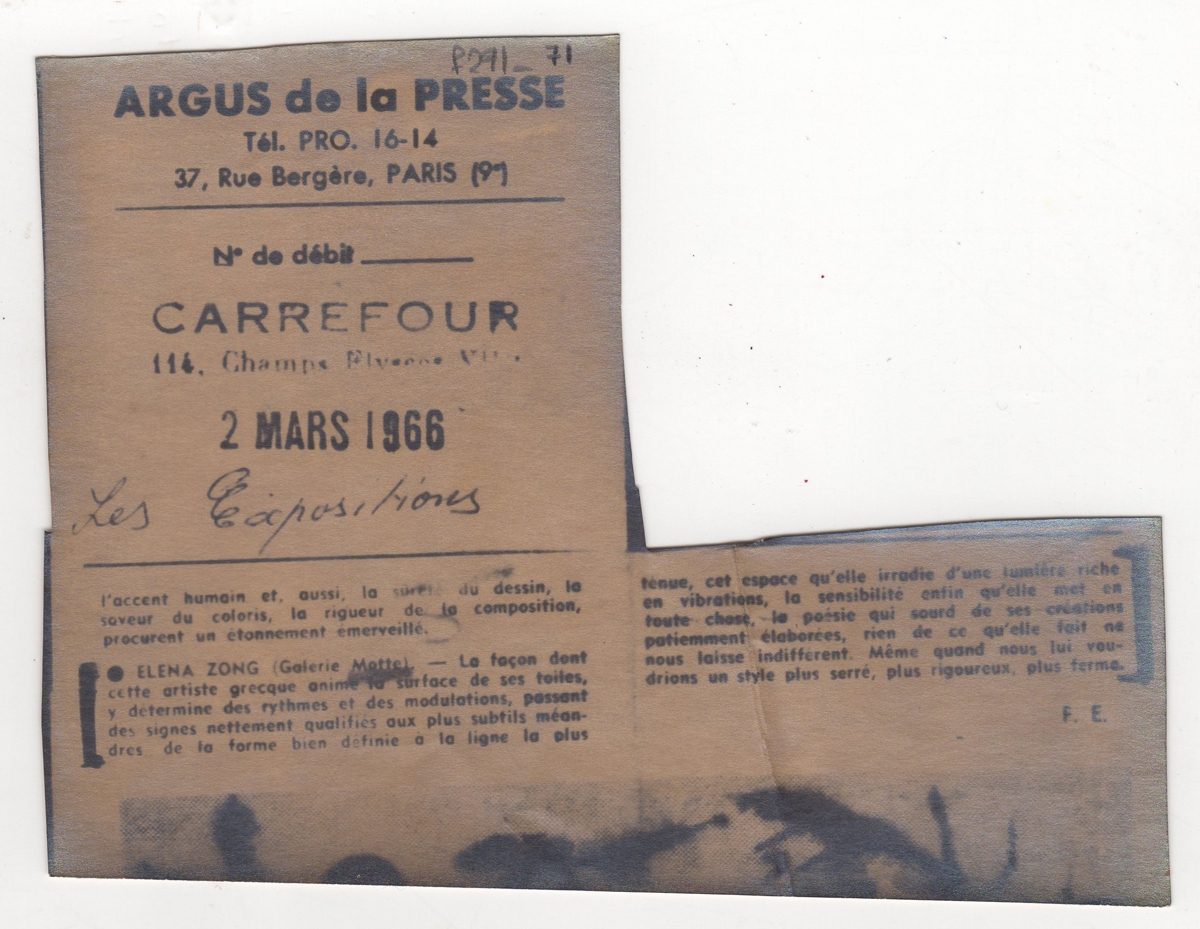 71
ARGUS de la PRESSE
Tél. PRO. 16-14
37, Rue Bergère, PARIS (9e)
N° de débit
CARREFOUR
114, Champs Elysées
2 MARS 1966
Les Expositions
l'accent humain et, aussi, la sûreté du dessin, la
saveur du coloris, la rigueur de la composition,
procurent un étonnement émerveillé.
● ELENA ZONG (Galerie Motte). — La façon dont
cette artiste grecque anime la surface de ses toiles,
y détermine des rythmes et des modulations, passant
des signes nettement qualifiés aux plus subtils méan-
dres de la forme bien définie à la ligne la plus
ténue, cet espace qu'elle irradie d'une lumière riche
en vibrations, la sensibilité enfin qu'elle met en
toute chose, la poésie qui sourd de ses créations
patiemment élaborées, rien de ce qu'elle fait ne
nous laisse indifférent. Même quand nous lui vou-
drions un style plus serré, plus rigoureux, plus ferme.
F. E.